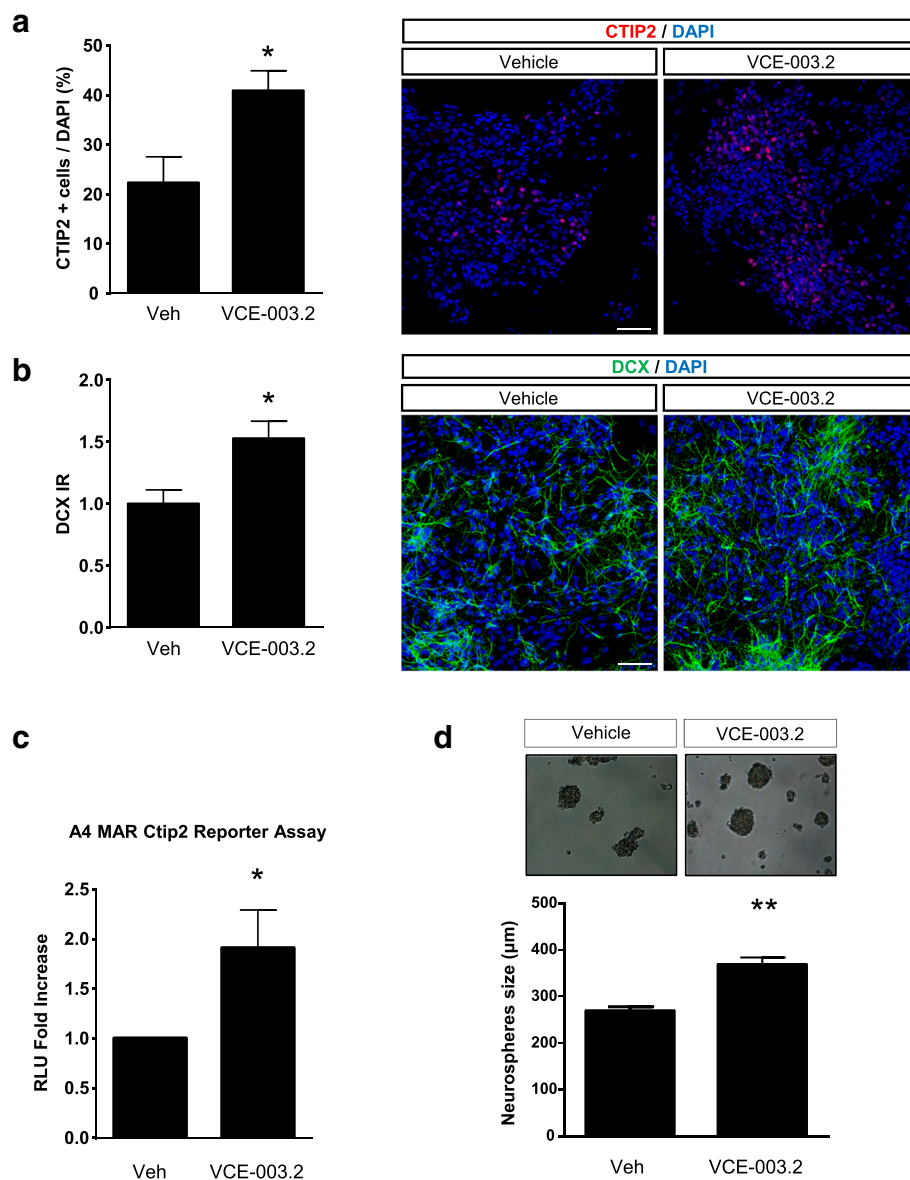 a
CTIP2 + cells / DAPI (%)
50
40
30
20
10
0
*
Veh
VCE-003.2
CTIP2 / DAPI
Vehicle
VCE-003.2
b
DCX IR
2.0
1.5
1.0
0.5
0.0
*
Veh
VCE-003.2
DCX / DAPI
Vehicle
VCE-003.2
c
A4 MAR Ctip2 Reporter Assay
RLU Fold Increase
2.5
2.0
1.5
1.0
0.5
0.0
*
Veh
VCE-003.2
d
Vehicle
VCE-003.2
Neurospheres size (μm)
500
400
300
200
100
0
**
Veh
VCE-003.2